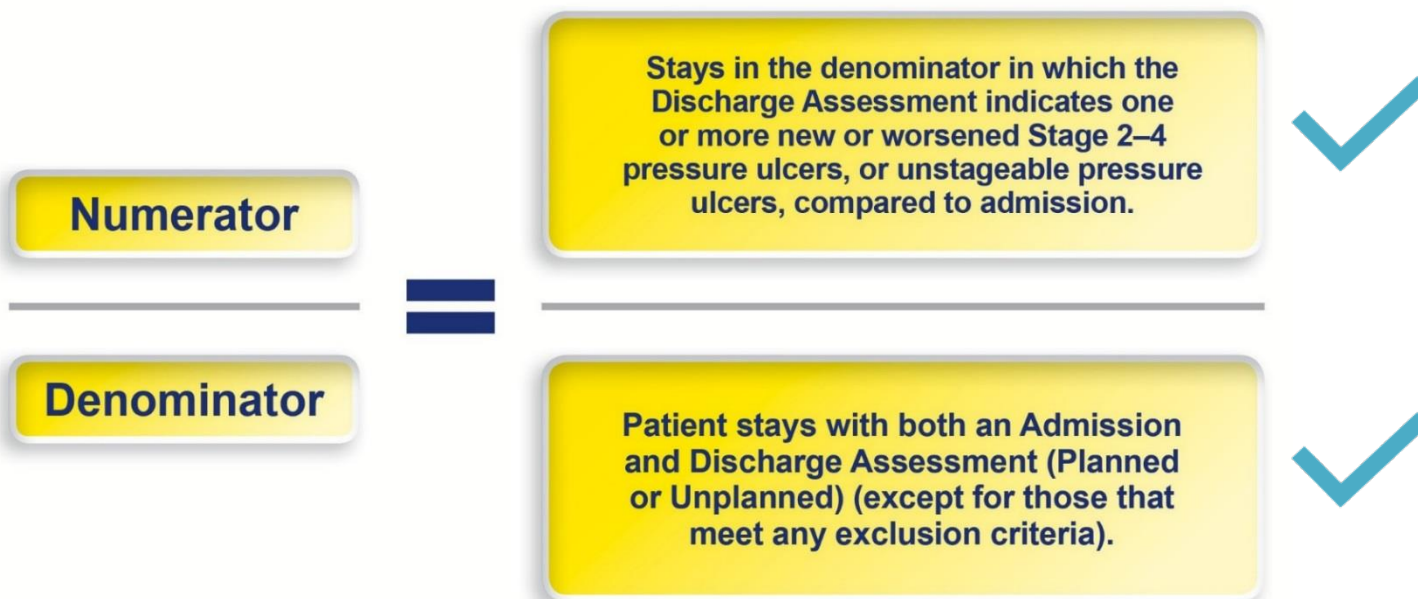 Numerator
Denominator
Stays in the denominator in which the
Discharge Assessment indicates one
or more new or worsened Stage 2–4
pressure ulcers, or unstageable pressure
ulcers, compared to admission.
Patient stays with both an Admission
and Discharge Assessment (Planned
or Unplanned) (except for those that
meet any exclusion criteria).